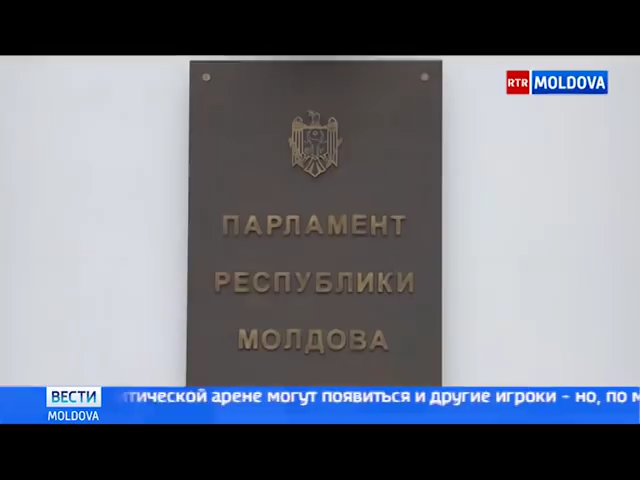 RTR MOLDOVA
ПАРЛАМЕНТ
РЕСПУБЛИКИ
МОЛДОВА
ВЕСТИ
MOLDOVA
арене могут появиться и другие игроки - но, по